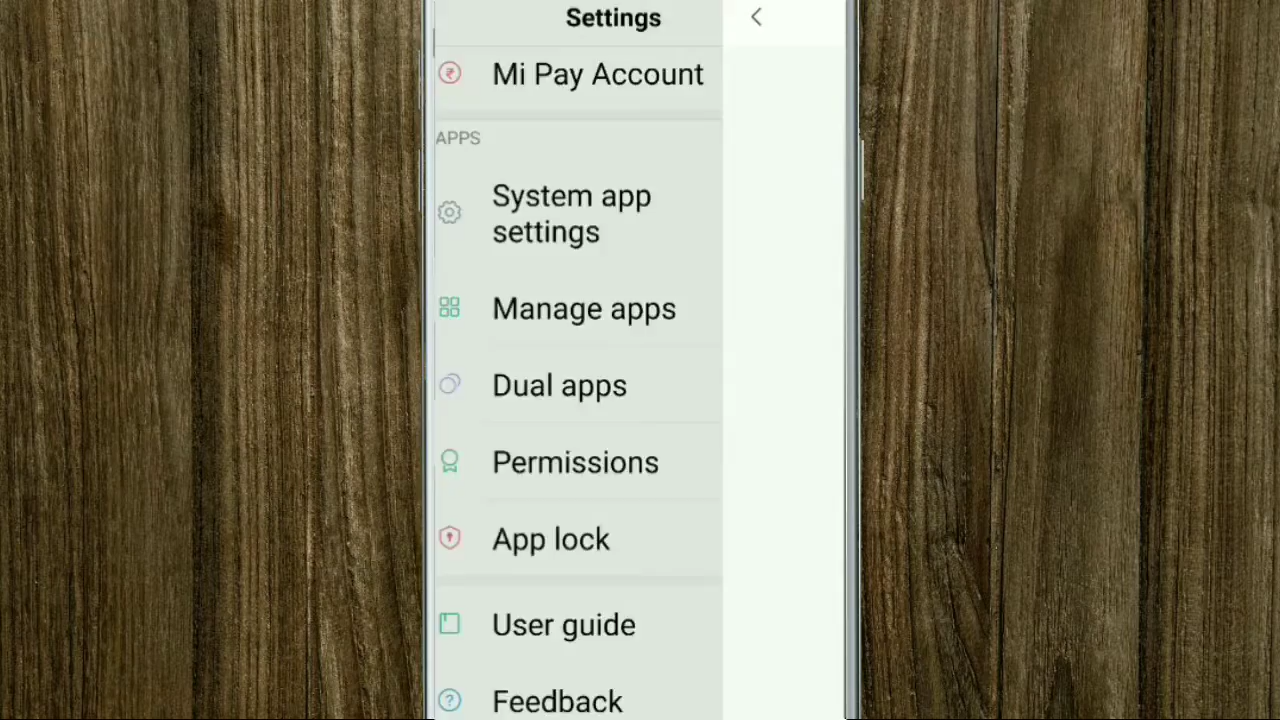 Settings
Mi Pay Account
APPS
System app
settings
Manage apps
Dual apps
Permissions
App lock
User guide
Feedback